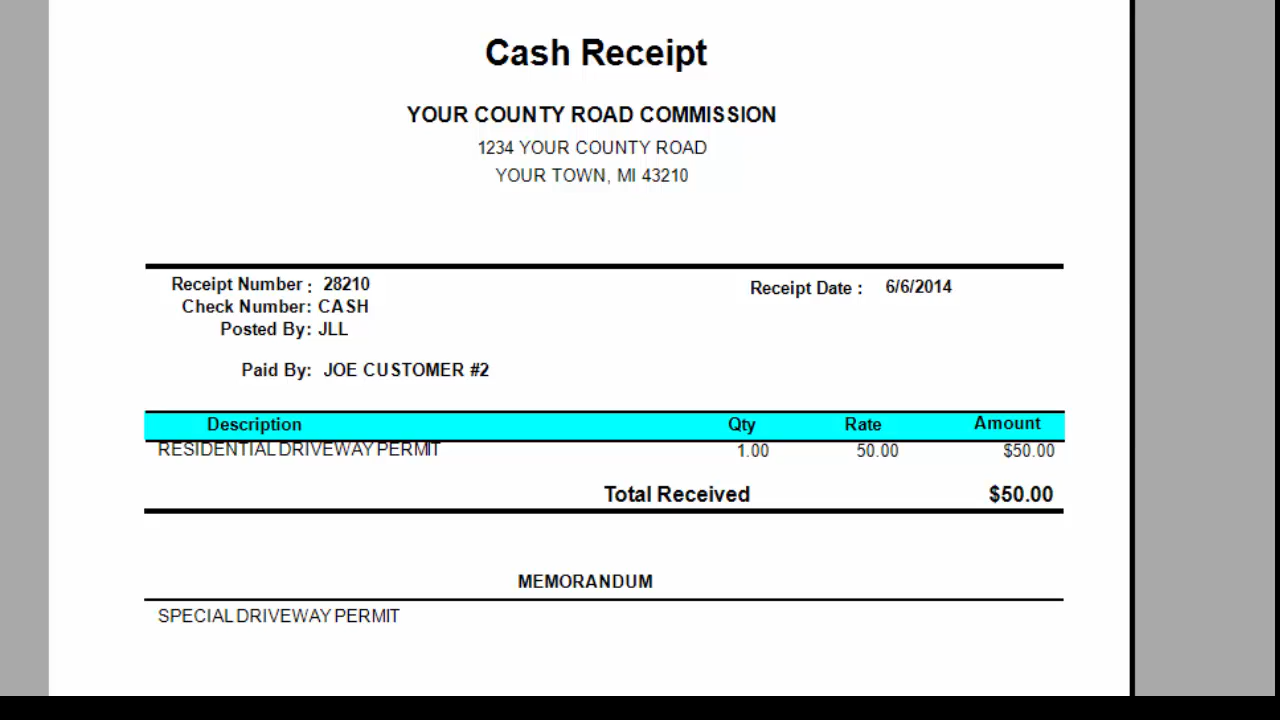 Cash Receipt
YOUR COUNTY ROAD COMMISSION
1234 YOUR COUNTY ROAD
YOUR TOWN, MI 43210
Receipt Number : 28210 Receipt Date : 6/6/2014
Check Number: CASH
Posted By: JLL
Paid By: JOE CUSTOMER #2
Description Qty Rate Amount
RESIDENTIAL DRIVEWAY PERMIT 1.00 50.00 $50.00
Total Received $50.00
MEMORANDUM
SPECIAL DRIVEWAY PERMIT